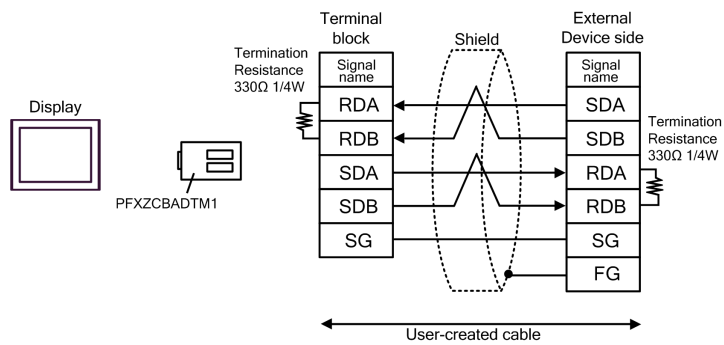 Terminal
block
External
Device side
Shield
Termination
Resistance
330Ω 1/4W
Signal
name
Signal
name
RDA
SDA
RDB
SDB
SDA
RDA
SDB
RDB
SG
SG
FG
Termination
Resistance
330Ω 1/4W
Display
PFXZCBADTM1
User-created cable